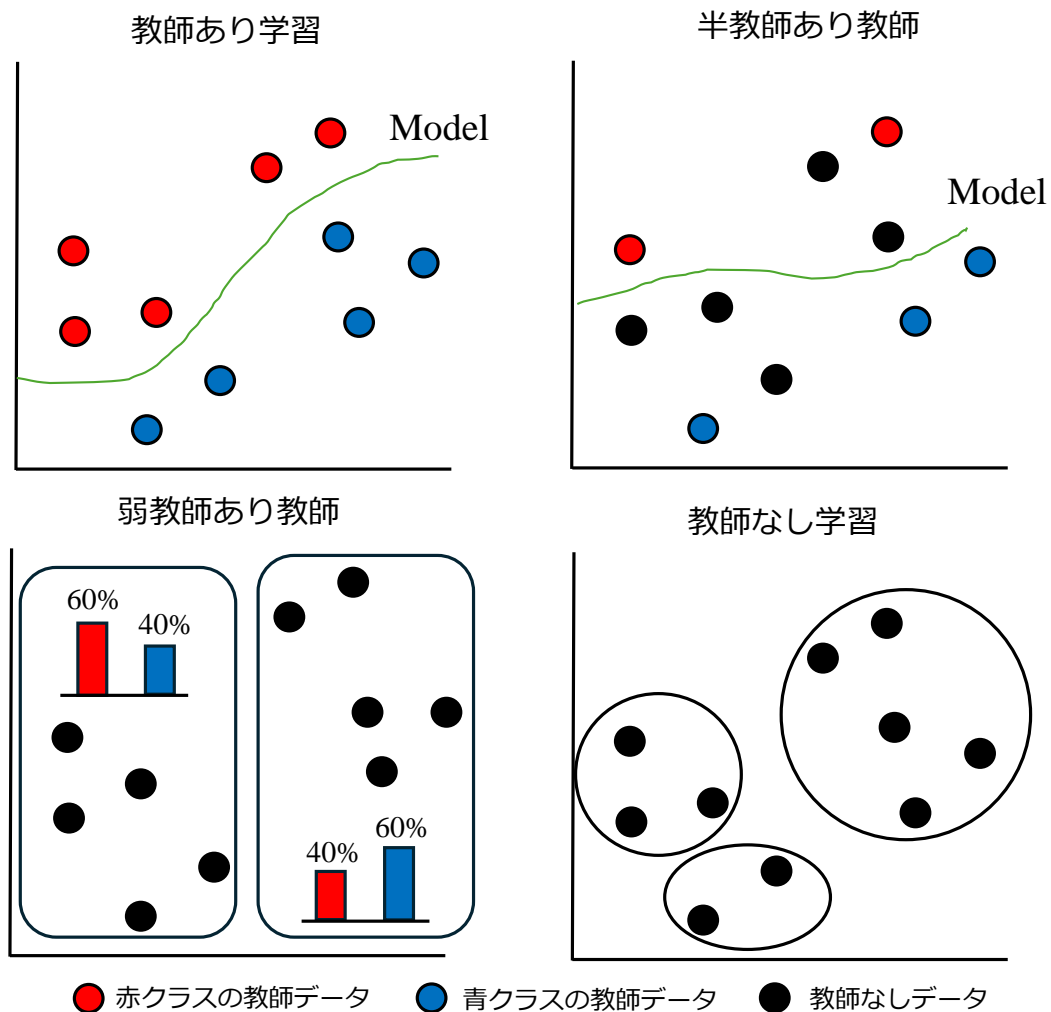 教師あり学習
半教師あり教師
Model
Model
弱教師あり教師
教師なし学習
60%
40%
40%
60%
赤クラスの教師データ
青クラスの教師データ
教師なしデータ